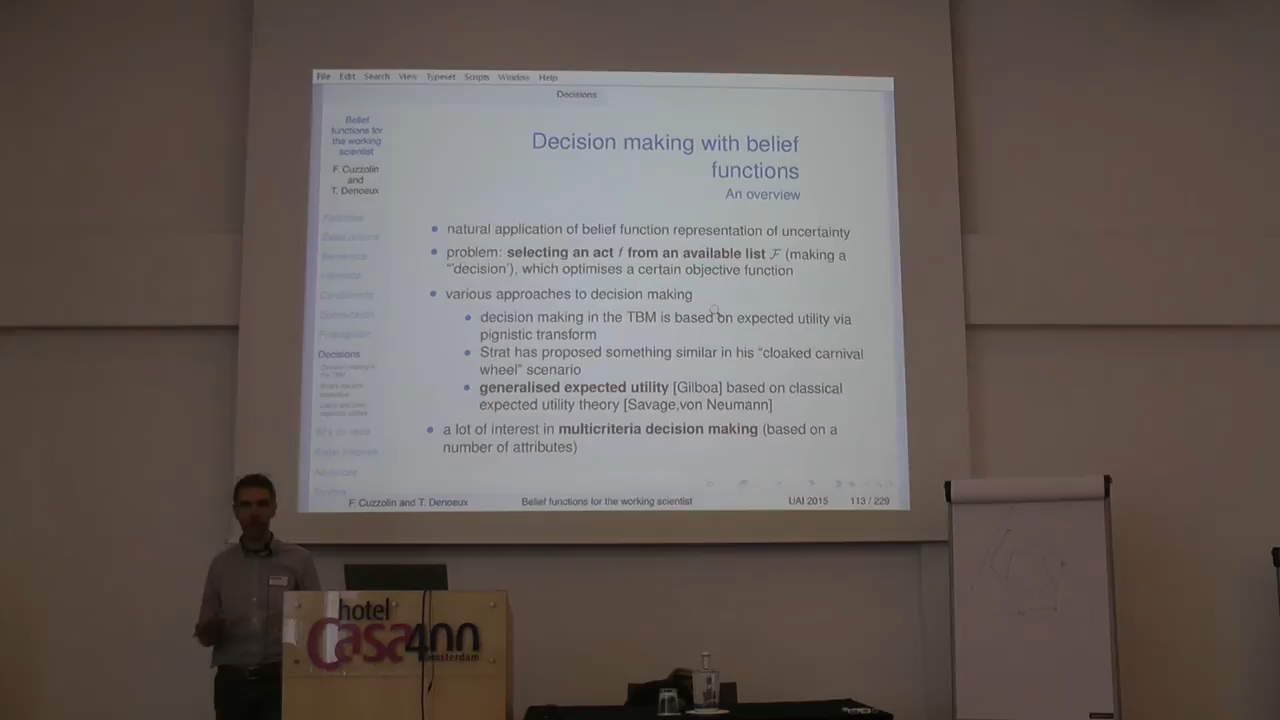 File Edit Search View Typeset Scripts Window Help
Decisions
Belief
functions for
the working
scientist
F. Cuzzolin
and
T. Denoeux
Decisions
Decision making with belief
functions
An overview
• natural application of belief function representation of uncertainty
• problem: selecting an act f from an available list F (making a
"'decision'), which optimises a certain objective function
• various approaches to decision making
• decision making in the TBM is based on expected utility via
pignistic transform
• Strat has proposed something similar in his "cloaked carnival
wheel" scenario
• generalised expected utility [Gilboa] based on classical
expected utility theory [Savage,von Neumann]
• a lot of interest in multicriteria decision making (based on a
number of attributes)
F. Cuzzolin and T. Denoeux Belief functions for the working scientist UAI 2015 113 / 229
hotel
Casa400
amsterdam